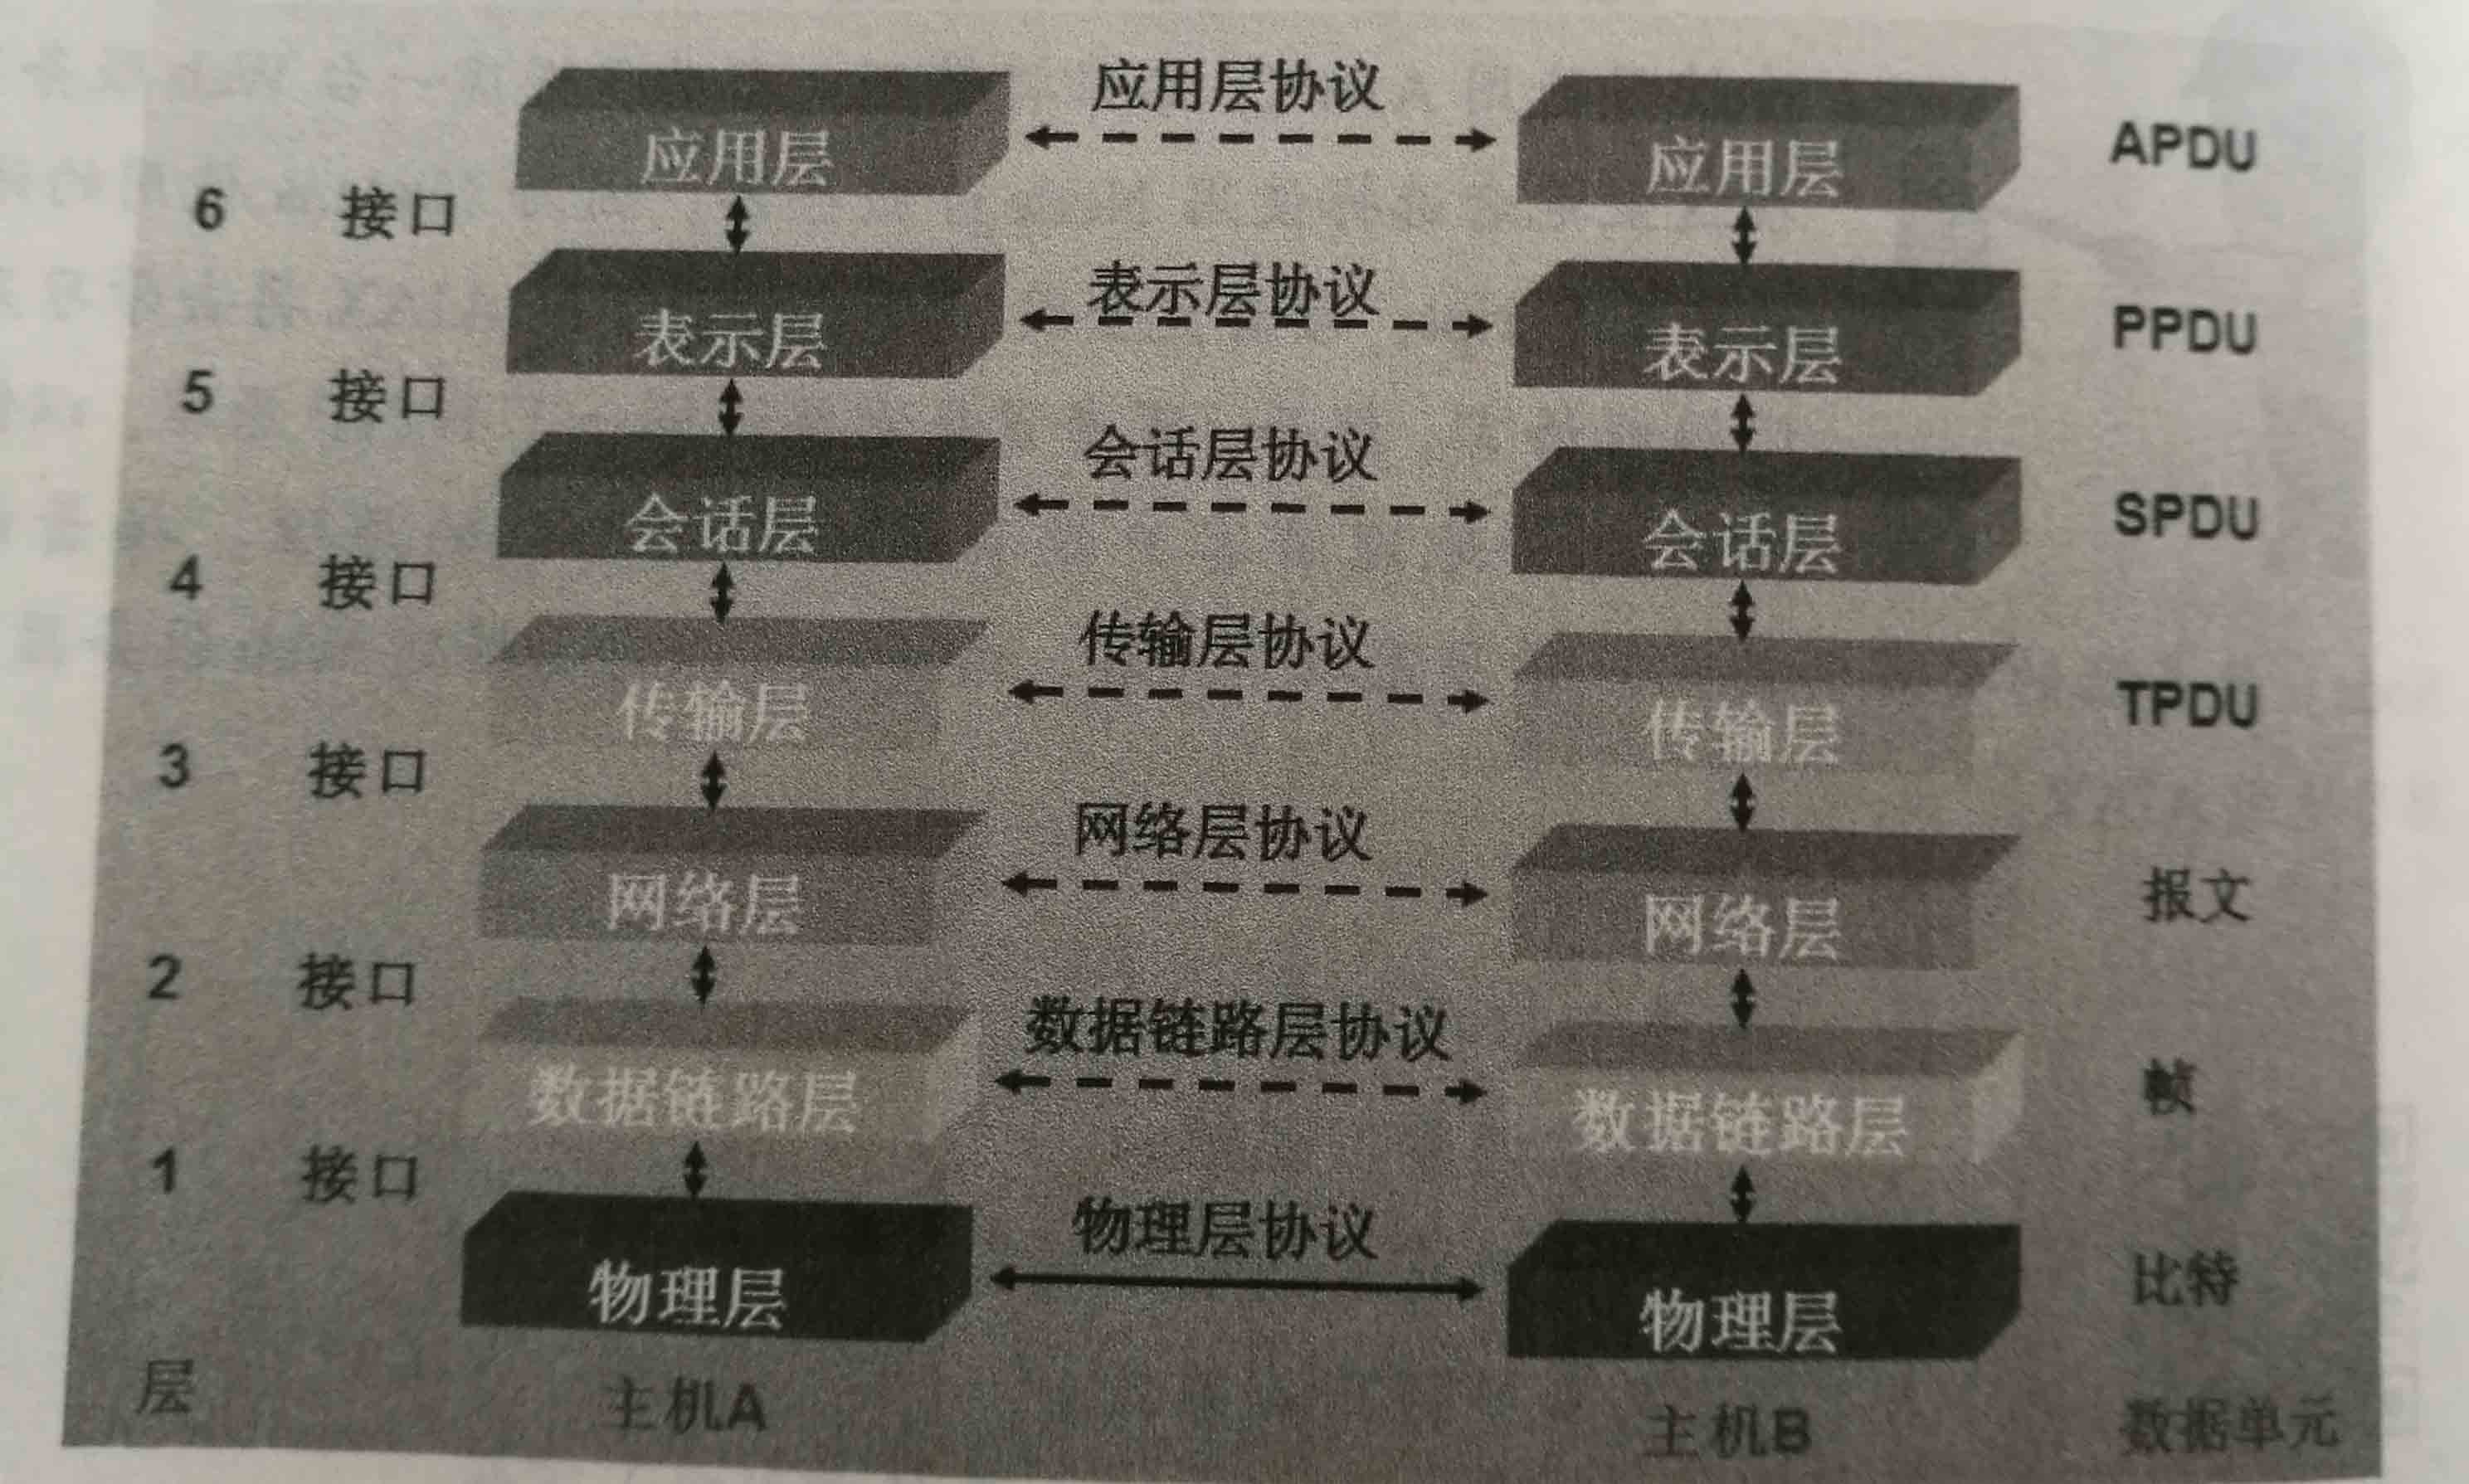 应用层协议
应用层 应用层 APDU
6 接口
表示层协议
表示层 表示层 PPDU
5 接口
会话层协议
会话层 会话层 SPDU
4 接口
传输层协议
传输层 传输层 TPDU
3 接口
网络层协议
网络层 网络层 报文
2 接口
数据链路层协议
数据链路层 数据链路层 帧
1 接口
物理层协议
物理层 物理层 比特
层 主机A 主机B 数据单元